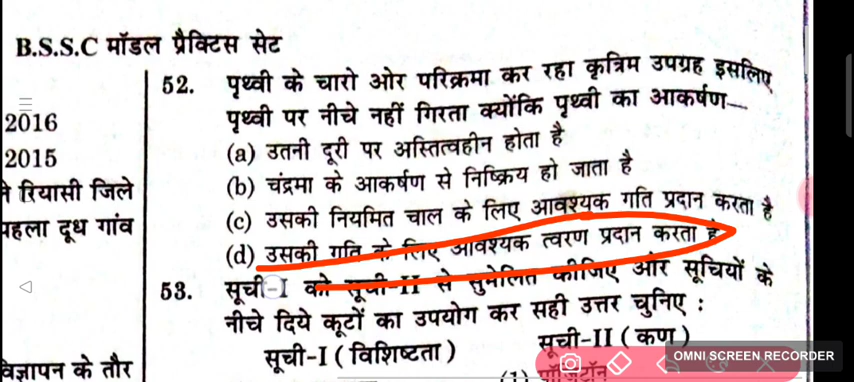 B.S.S.C मॉडल प्रैक्टिस सेट
2016
2015
रियासी जिले
पहला दूध गांव
विज्ञापन के तौर
52. पृथ्वी के चारो ओर परिक्रमा कर रहा कृत्रिम उपग्रह इसलिए
पृथ्वी पर नीचे नहीं गिरता क्योंकि पृथ्वी का आकर्षण—
(a) उतनी दूरी पर अस्तित्वहीन होता है
(b) चंद्रमा के आकर्षण से निष्क्रिय हो जाता है
(c) उसकी नियमित चाल के लिए आवश्यक गति प्रदान करता है
(d) उसकी गति के लिए आवश्यक त्वरण प्रदान करता है
53. सूची-I को सूची-II से सुमेलित कीजिए और सूचियों के
नीचे दिये कूटों का उपयोग कर सही उत्तर चुनिए :
सूची-I (विशिष्टता) सूची-II (कण)
(1)
OMNI SCREEN RECORDER